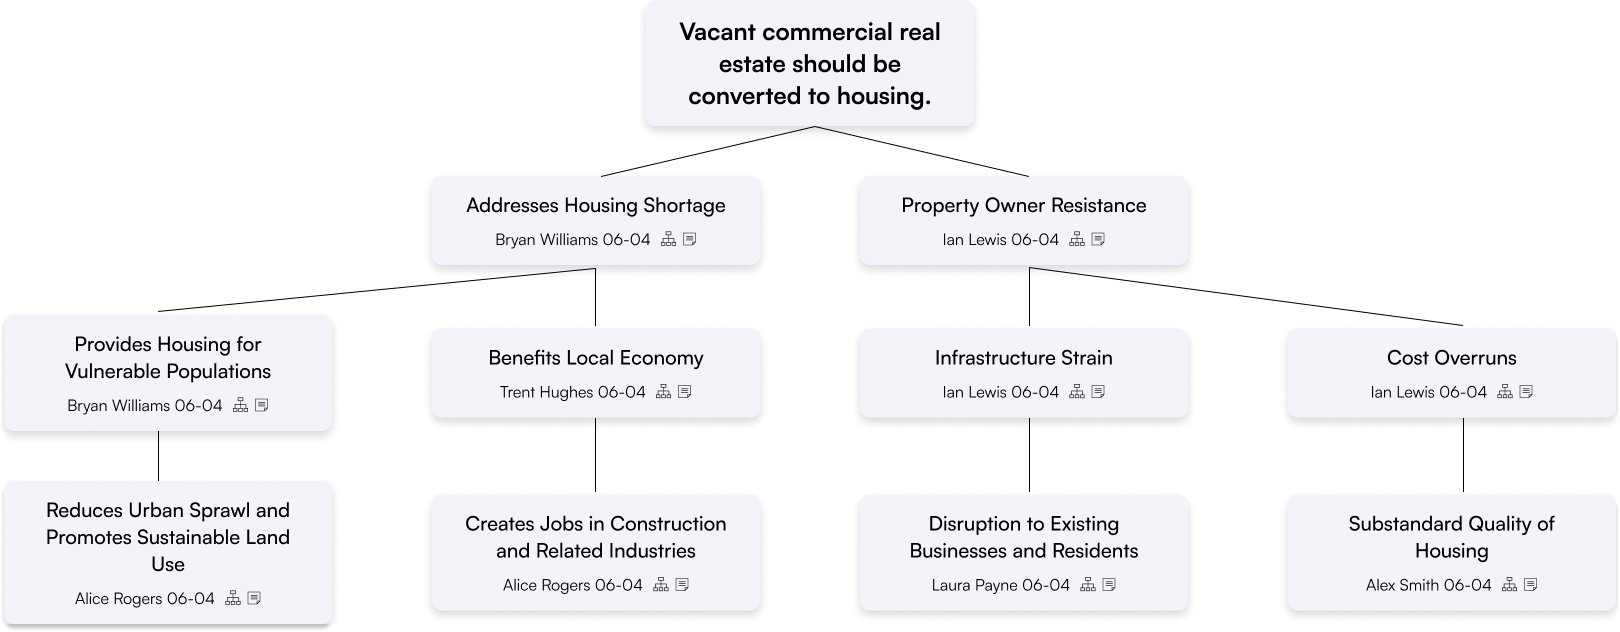 Vacant commercial real
estate should be
converted to housing.
Addresses Housing Shortage
Bryan Williams 06-04
Property Owner Resistance
Ian Lewis 06-04
Provides Housing for
Vulnerable Populations
Bryan Williams 06-04
Benefits Local Economy
Trent Hughes 06-04
Infrastructure Strain
Ian Lewis 06-04
Cost Overruns
Ian Lewis 06-04
Reduces Urban Sprawl and
Promotes Sustainable Land
Use
Alice Rogers 06-04
Creates Jobs in Construction
and Related Industries
Alice Rogers 06-04
Disruption to Existing
Businesses and Residents
Laura Payne 06-04
Substandard Quality of
Housing
Alex Smith 06-04